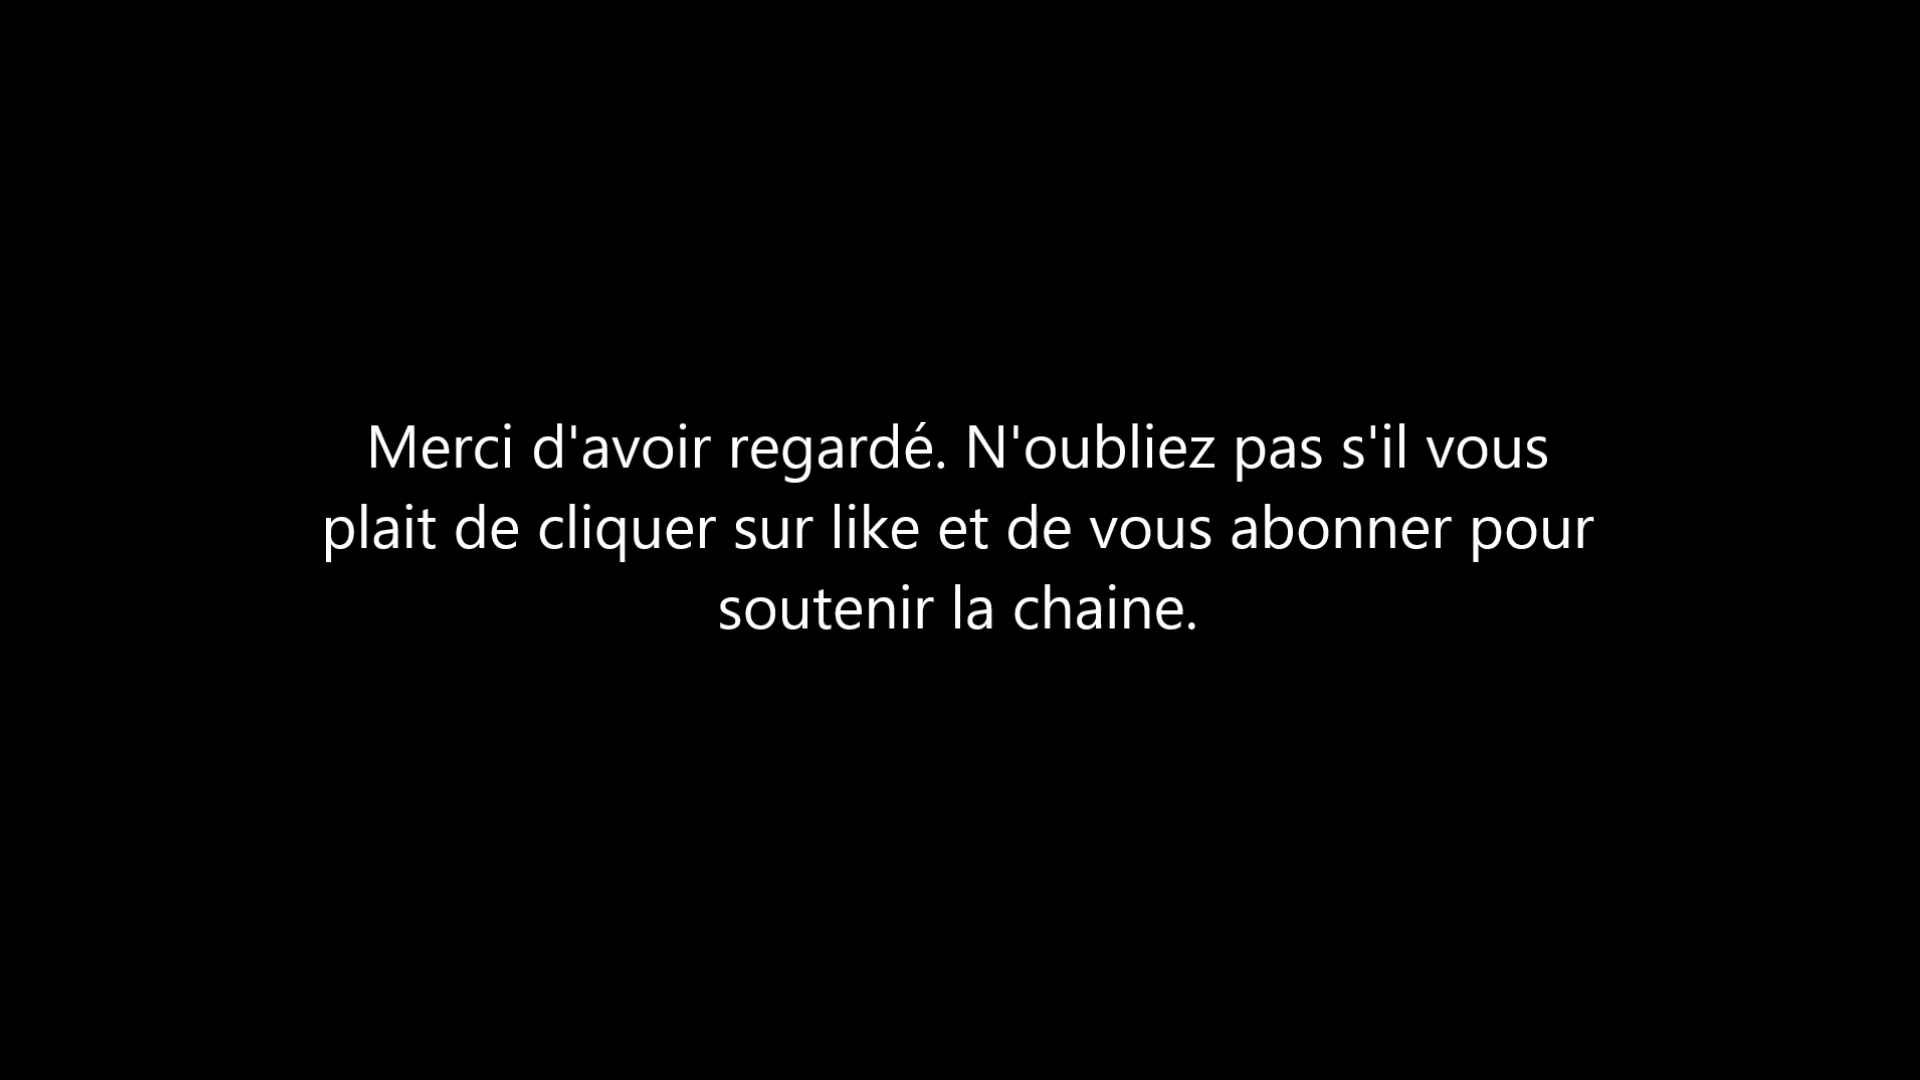 Merci d'avoir regardé. N'oubliez pas s'il vous
plait de cliquer sur like et de vous abonner pour
soutenir la chaine.